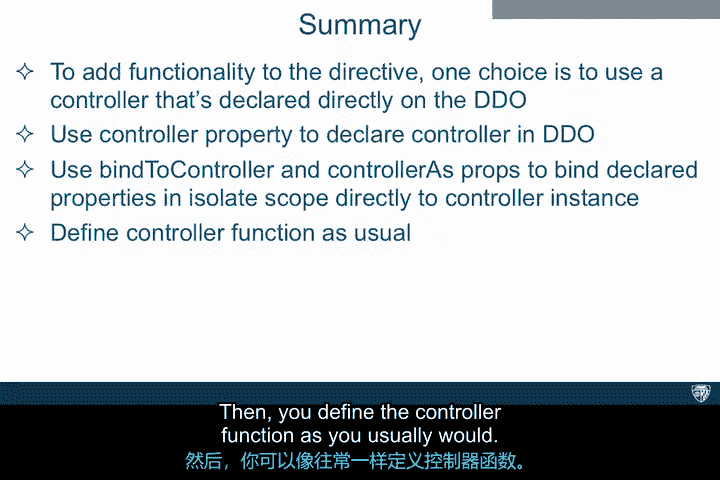 Summary
✧ To add functionality to the directive, one choice is to use a
controller that's declared directly on the DDO
✧ Use controller property to declare controller in DDO
✧ Use bindToController and controllerAs props to bind declared
properties in isolate scope directly to controller instance
✧ Define controller function as usual
Then, you define the controller
function as you usually would.
然后，你可以像往常一样定义控制器函数。